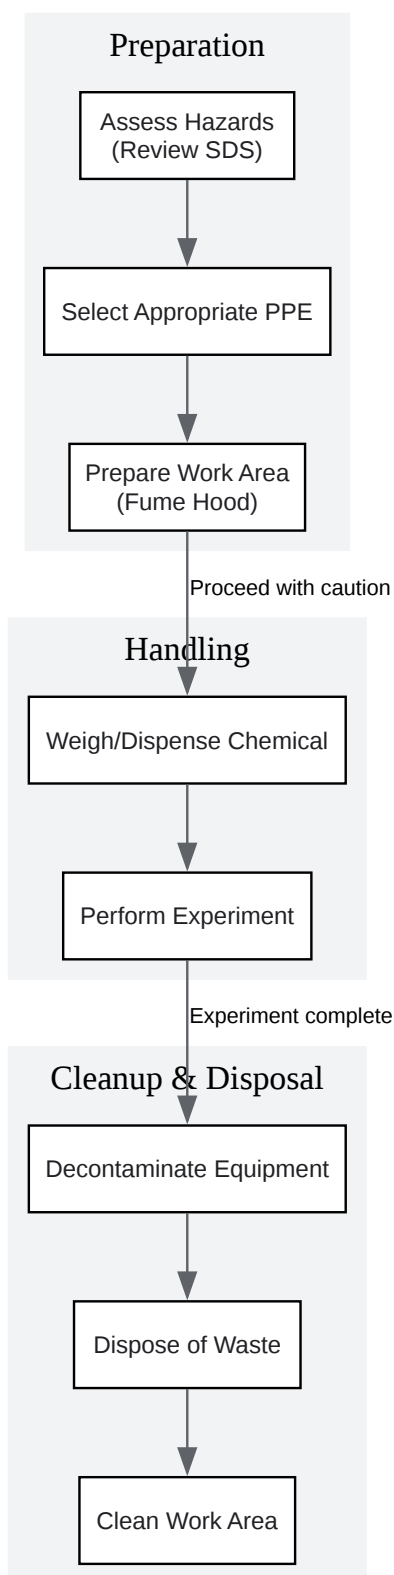 Preparation
Assess Hazards
(Review SDS)
Select Appropriate PPE
Prepare Work Area
(Fume Hood)
Proceed with caution
Handling
Weigh/Dispense Chemical
Perform Experiment
Experiment complete
Cleanup & Disposal
Decontaminate Equipment
Dispose of Waste
Clean Work Area